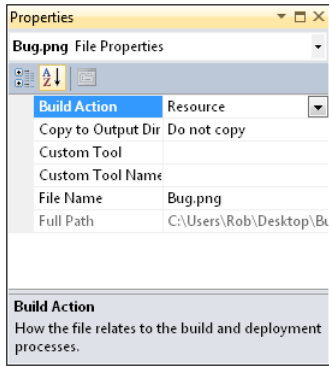 Properties
Bug.png File Properties
Build Action Resource
Copy to Output Dir Do not copy
Custom Tool
Custom Tool Name
File Name Bug.png
Full Path C:\Users\Rob\Desktop\Bu
Build Action
How the file relates to the build and deployment
processes.